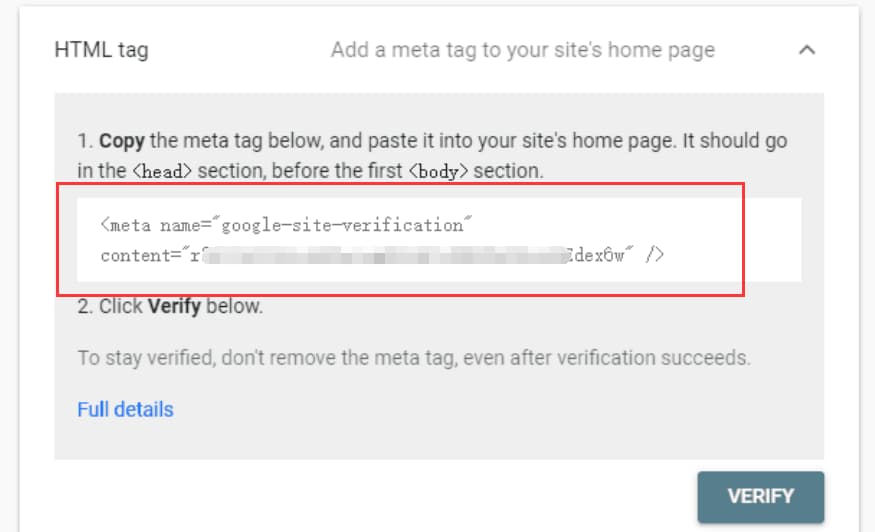 HTML tag
Add a meta tag to your site's home page
1. Copy the meta tag below, and paste it into your site's home page. It should go
in the <head> section, before the first <body> section.
<meta name="google-site-verification"
content=" dex6w" />
2. Click Verify below.
To stay verified, don't remove the meta tag, even after verification succeeds.
Full details
VERIFY